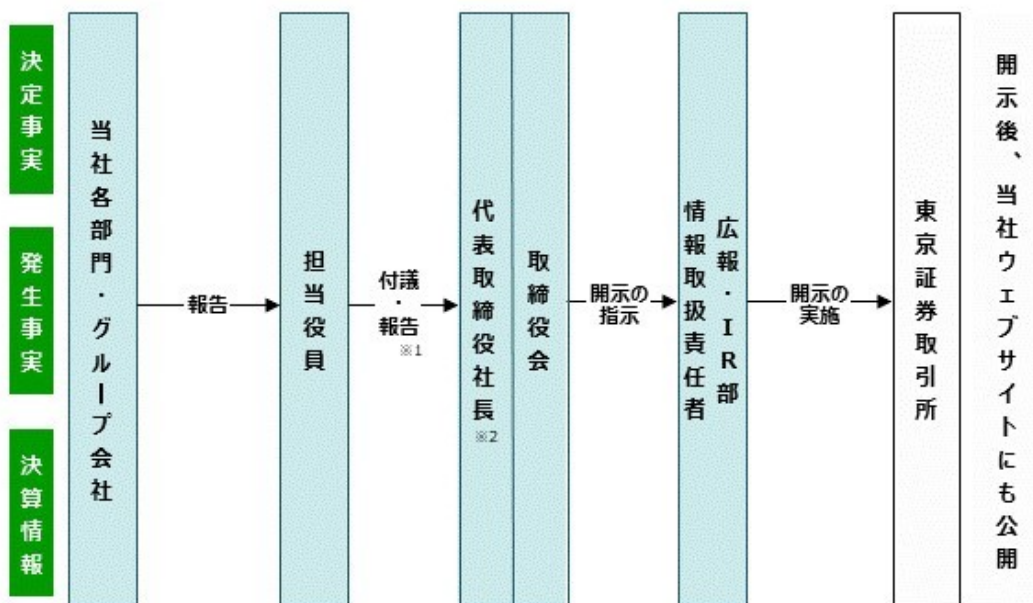 決定事実
発生事実
決算情報
当社各部門・グループ会社
報告
担当役員
付議
・
報告
※1
代表取締役社長
※2
取締役会
開示の
指示
広報・IR部
情報取扱責任者
開示の
実施
東京証券取引所
開示後、当社ウェブサイトにも公開